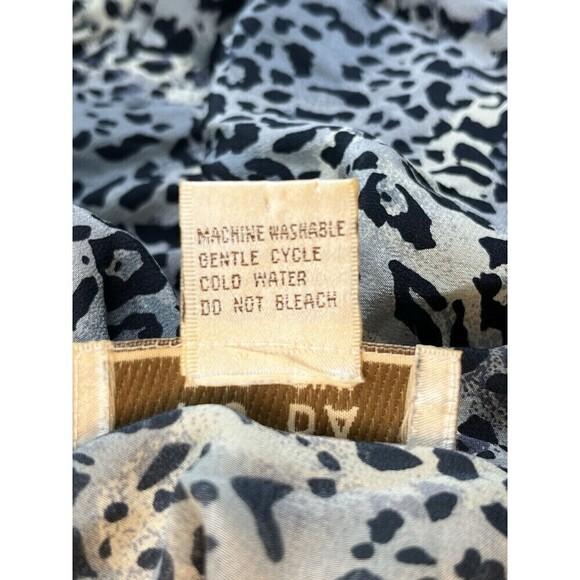 MACHINE WASHABLE
GENTLE CYCLE
COLD WATER
DO NOT BLEACH